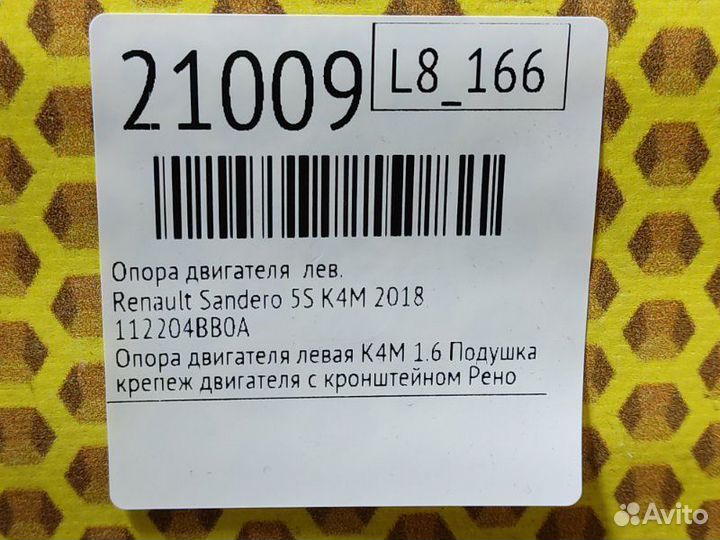 21009
L8_166
Опора двигателя лев.
Renault Sandero 5S K4M 2018
112204BB0A
Опора двигателя левая K4M 1.6 Подушка
крепеж двигателя с кронштейном Рено
Avito